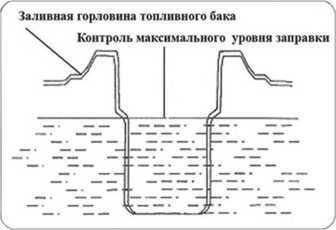 Заливная горловина топливного бака
Контроль максимального уровня заправки